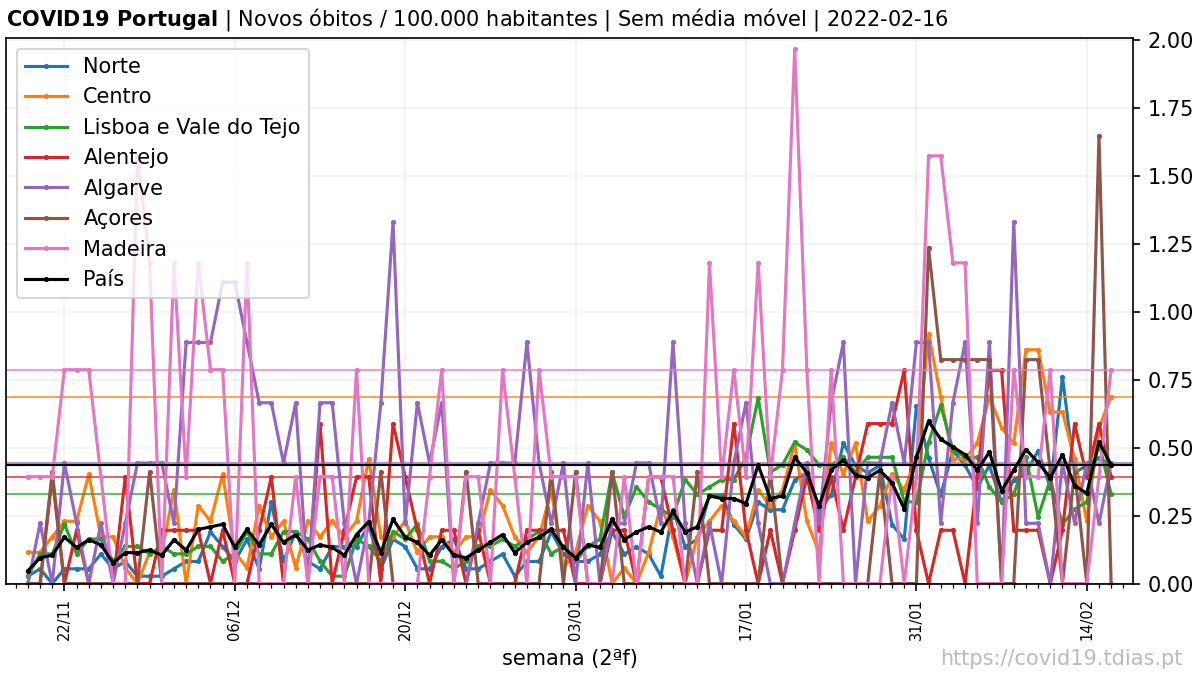 COVID19 Portugal | Novos óbitos / 100.000 habitantes | Sem média móvel | 2022-02-16
Norte
Centro
Lisboa e Vale do Tejo
Alentejo
Algarve
Açores
Madeira
País
2.00
1.75
1.50
1.25
1.00
0.75
0.50
0.25
0.00
22/11
06/12
20/12
03/01
17/01
31/01
14/02
semana (2ªf)
https://covid19.tdias.pt